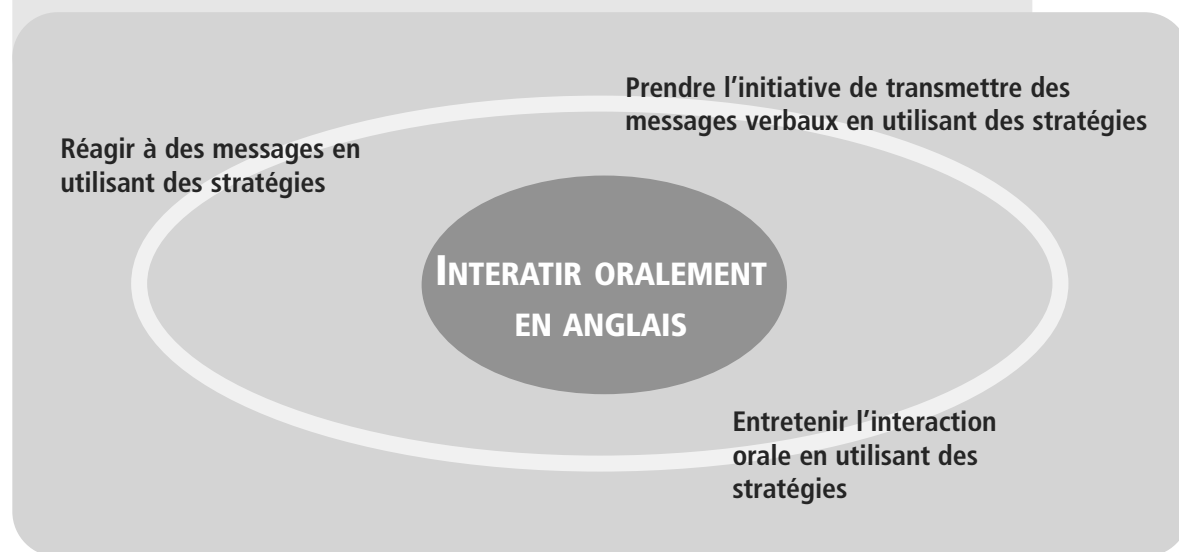 Prendre l’initiative de transmettre des
messages verbaux en utilisant des stratégies
Réagir à des messages en
utilisant des stratégies
INTERATIR ORALEMENT
EN ANGLAIS
Entretenir l’interaction
orale en utilisant des
stratégies